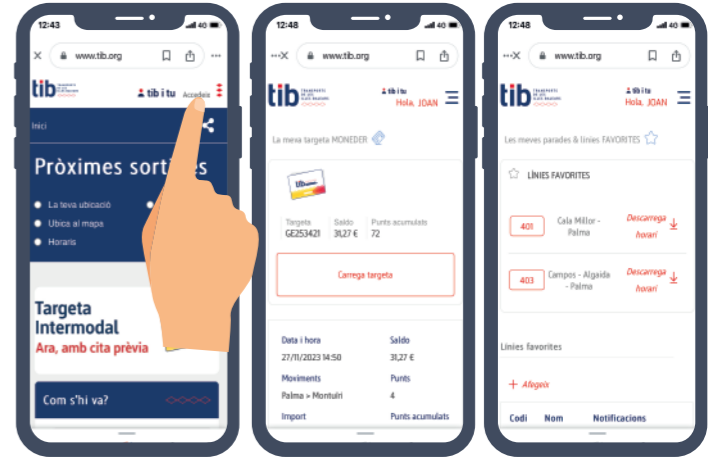 12:43
40
www.tib.org
tib
tib i tu
Accedeix
Inici
Pròximes
La teva ubicació
Ubica al mapa
Horaris
Targeta
Intermodal
Ara, amb cita prèvia
Com s'hi va?
12:48
40
www.tib.org
tib
tib i tu
Hola, JOAN
La meva targeta MONEDER
tib
Targeta Saldo Punts acumulats
GE253421 31,27 € 72
Carrega targeta
Data i hora Saldo
27/11/2023 14:50 31,27 €
Moviments Punts
Palma » Montuïri 4
Import Punts acumulats
12:48
40
www.tib.org
tib
tib i tu
Hola, JOAN
Les meves parades & línies FAVORITES
LÍNIES FAVORITES
401 Cala Millor - Descarrega
Palma horari
403 Campos - Algaida Descarrega
- Palma horari
Línies favorites
+ Afegeix
Codi Nom Notificacions